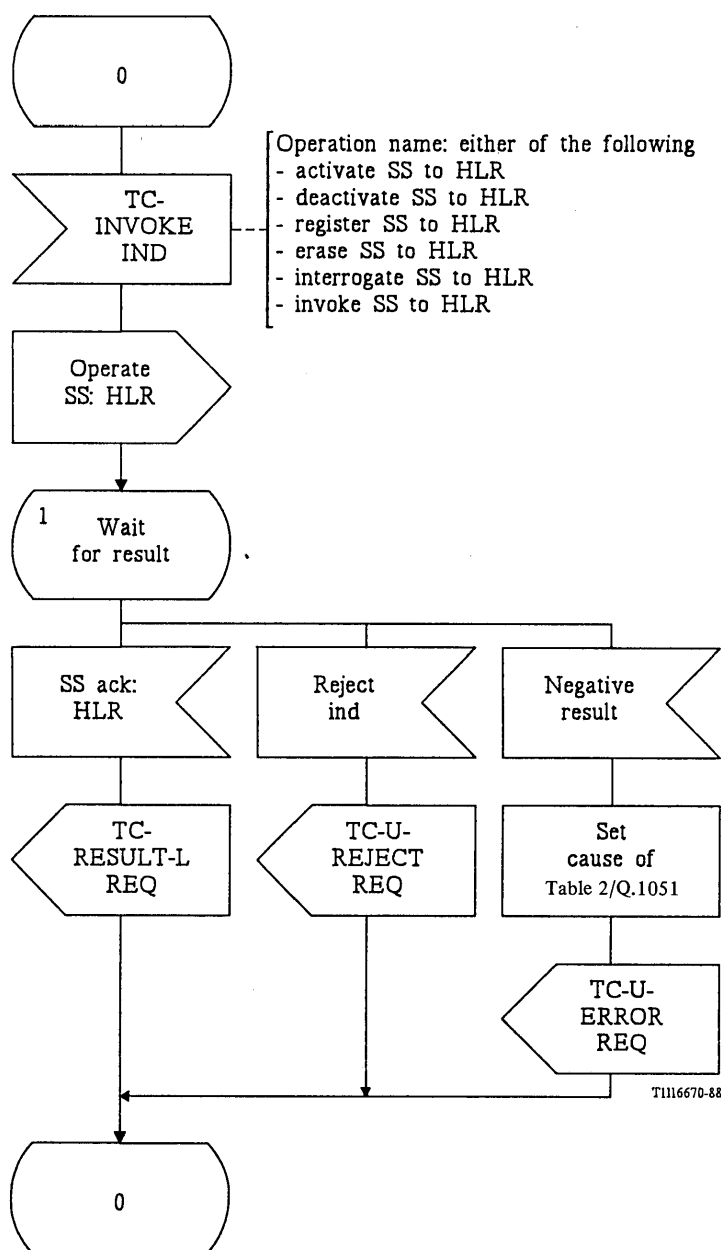 0
TC-
INVOKE
IND
Operation name: either of the following
- activate SS to HLR
- deactivate SS to HLR
- register SS to HLR
- erase SS to HLR
- interrogate SS to HLR
- invoke SS to HLR
Operate
SS: HLR
1
Wait
for result
SS ack:
HLR
Reject
ind
Negative
result
TC-
RESULT-L
REQ
TC-U-
REJECT
REQ
Set
cause of
Table 2/Q.1051
TC-U-
ERROR
REQ
T1116670-88
0